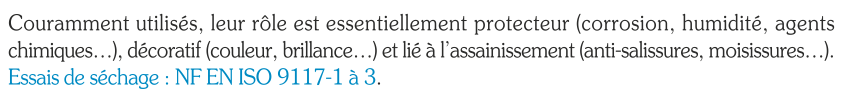 Couramment utilisés, leur rôle est essentiellement protecteur (corrosion, humidité, agents
chimiques…), décoratif (couleur, brillance…) et lié à l’assainissement (anti-salissures, moisissures…).
Essais de séchage : NF EN ISO 9117-1 à 3.